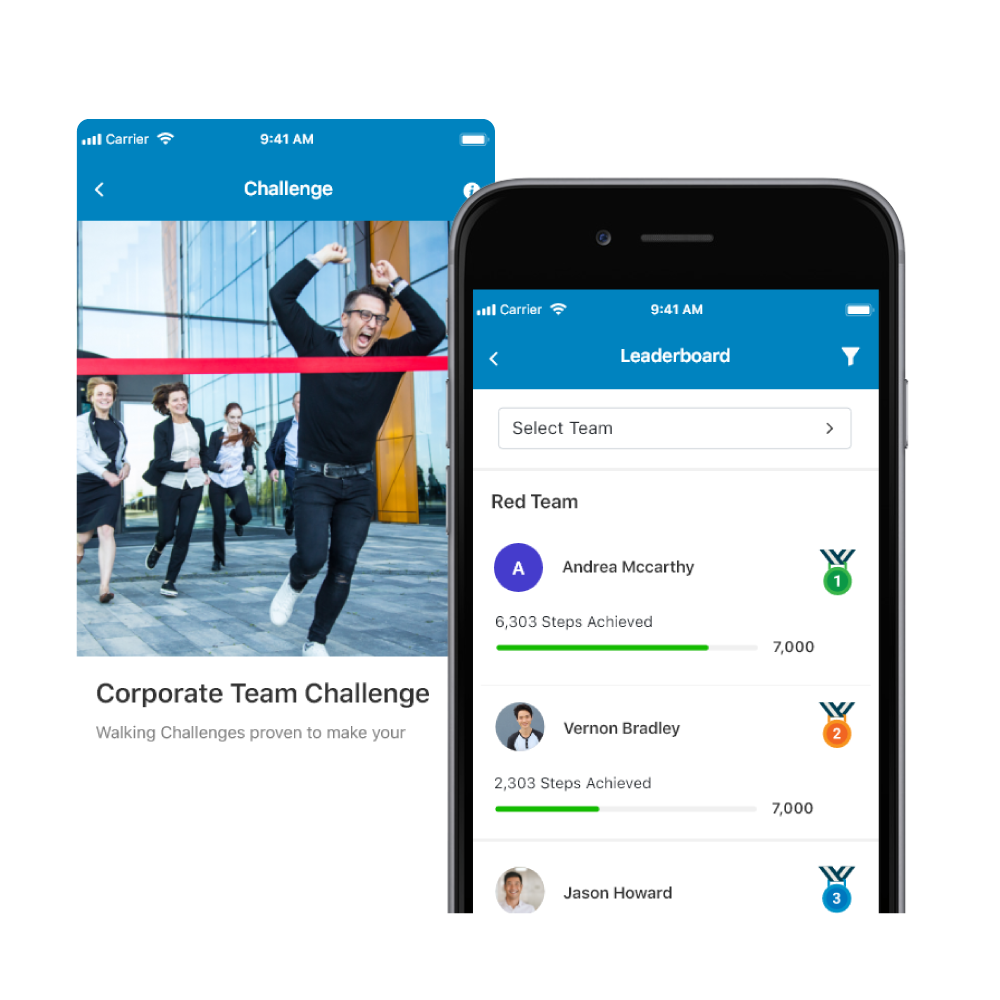 Carrier 9:41 AM
Challenge
Corporate Team Challenge
Walking Challenges proven to make your
Carrier 9:41 AM
Leaderboard
Select Team
Red Team
A Andrea Mccarthy 1
6,303 Steps Achieved
7,000
Vernon Bradley 2
2,303 Steps Achieved
7,000
Jason Howard 3